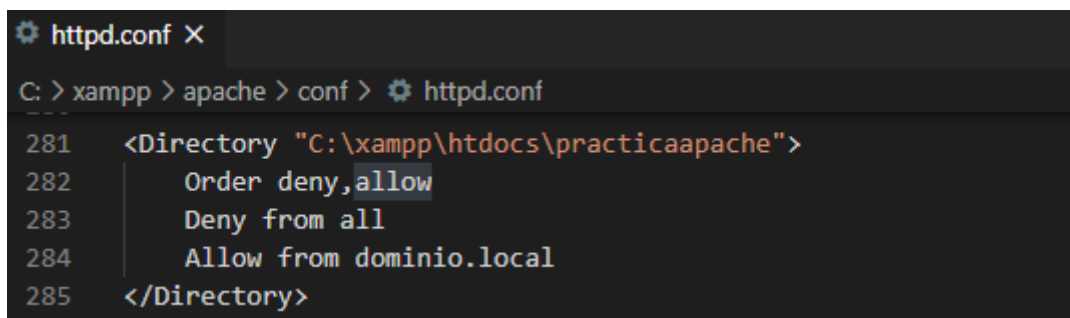 httpd.conf ×
C: > xampp > apache > conf > httpd.conf
281 <Directory "C:\xampp\htdocs\practicaapache">
282 Order deny,allow
283 Deny from all
284 Allow from dominio.local
285 </Directory>